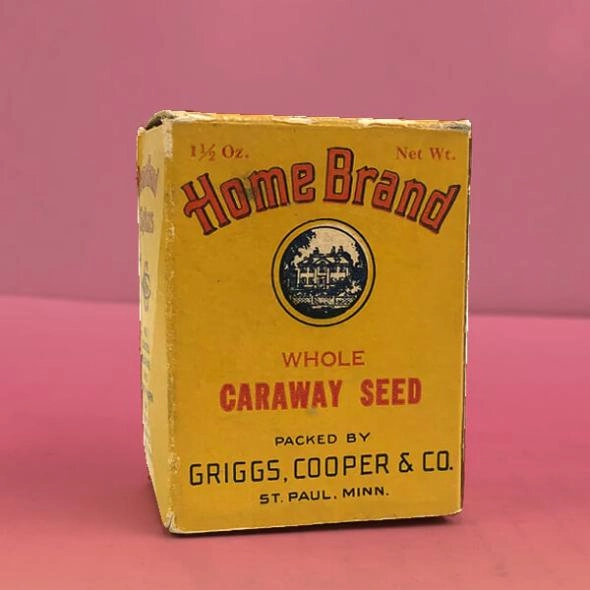 1½ Oz. Net Wt.
Home Brand
WHOLE
CARAWAY SEED
PACKED BY
GRIGGS, COOPER & CO.
ST. PAUL, MINN.